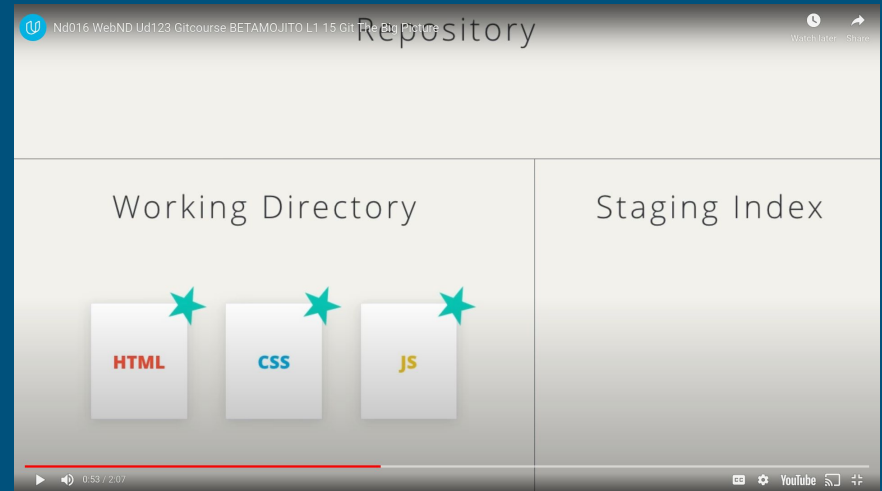 Nd016 WebND Ud123 Gitcourse BETAMOJITO L1 15 Git The Big Picture
Repository
Watch later Share
Working Directory
Staging Index
HTML
CSS
JS
0:53 / 2:07
CC
YouTube